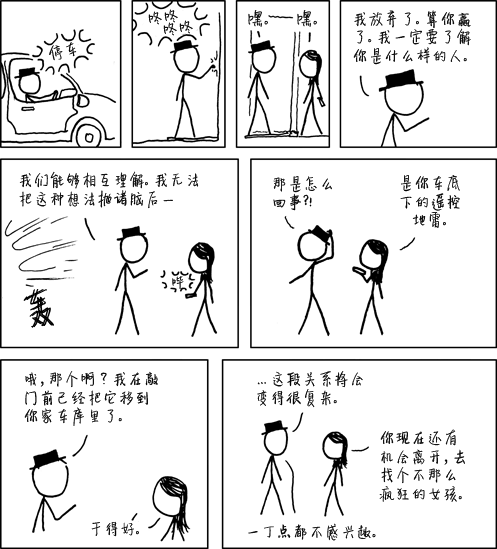 停车
咚咚
咚咚
咚咚
嘿。
嘿。
我放弃了。算你赢
了。我一定要了解
你是什么样的人。
我们能够相互理解。我无法
把这种想法抛诸脑后—
轰
哔
那是怎么
回事?!
是你车底
下的遥控
地雷。
哦,那个啊?我在敲
门前已经把它移到
你家车库里了。
干得好。
...这段关系将会
变得很复杂。
你现在还有
机会离开,去
找个不那么
疯狂的女孩。
一丁点都不感兴趣。